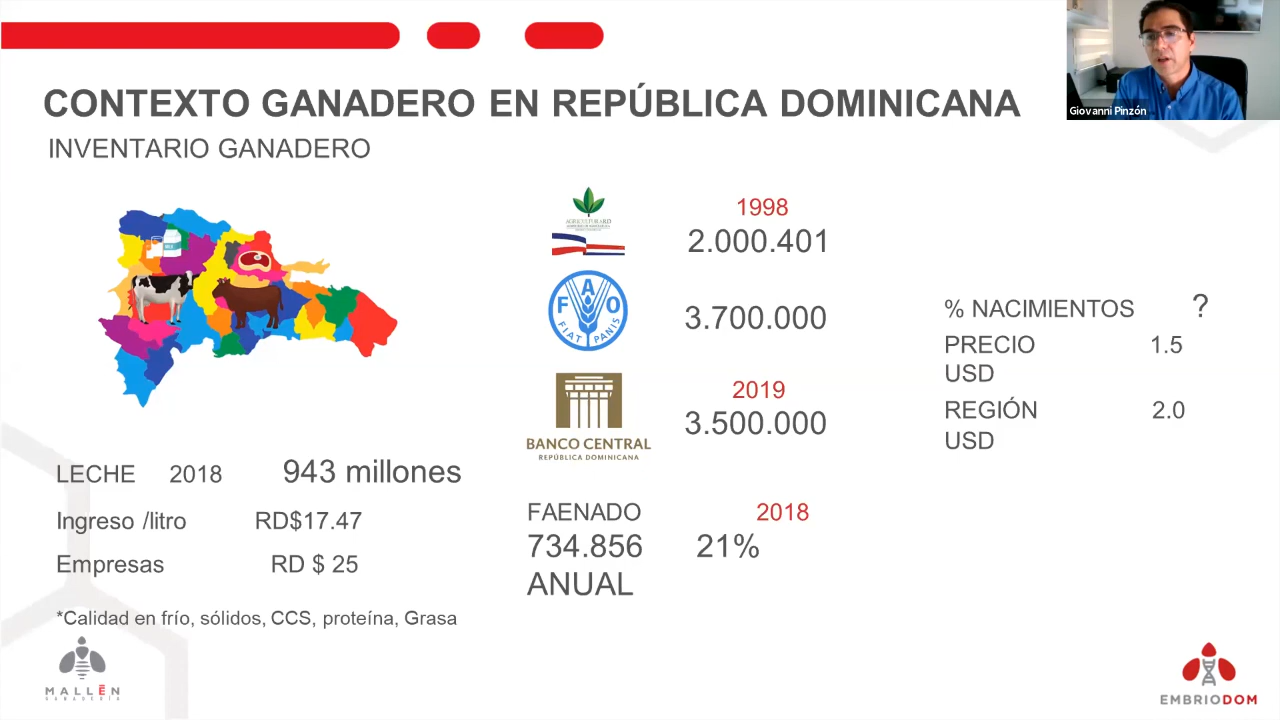 CONTEXTO GANADERO EN REPÚBLICA DOMINICANA
INVENTARIO GANADERO
Giovanni Pinzón
1998
2.000.401
FAO
FIAT PANIS
3.700.000
BANCO CENTRAL
REPÚBLICA DOMINICANA
2019
3.500.000
% NACIMIENTOS ?
PRECIO 1.5
USD
REGIÓN 2.0
USD
LECHE 2018 943 millones
Ingreso /litro RD$17.47
Empresas RD $ 25
*Calidad en frío, sólidos, CCS, proteína, Grasa
FAENADO 2018
734.856 21%
ANUAL
MALLĒN
GANADERÍA
EMBRIODOM